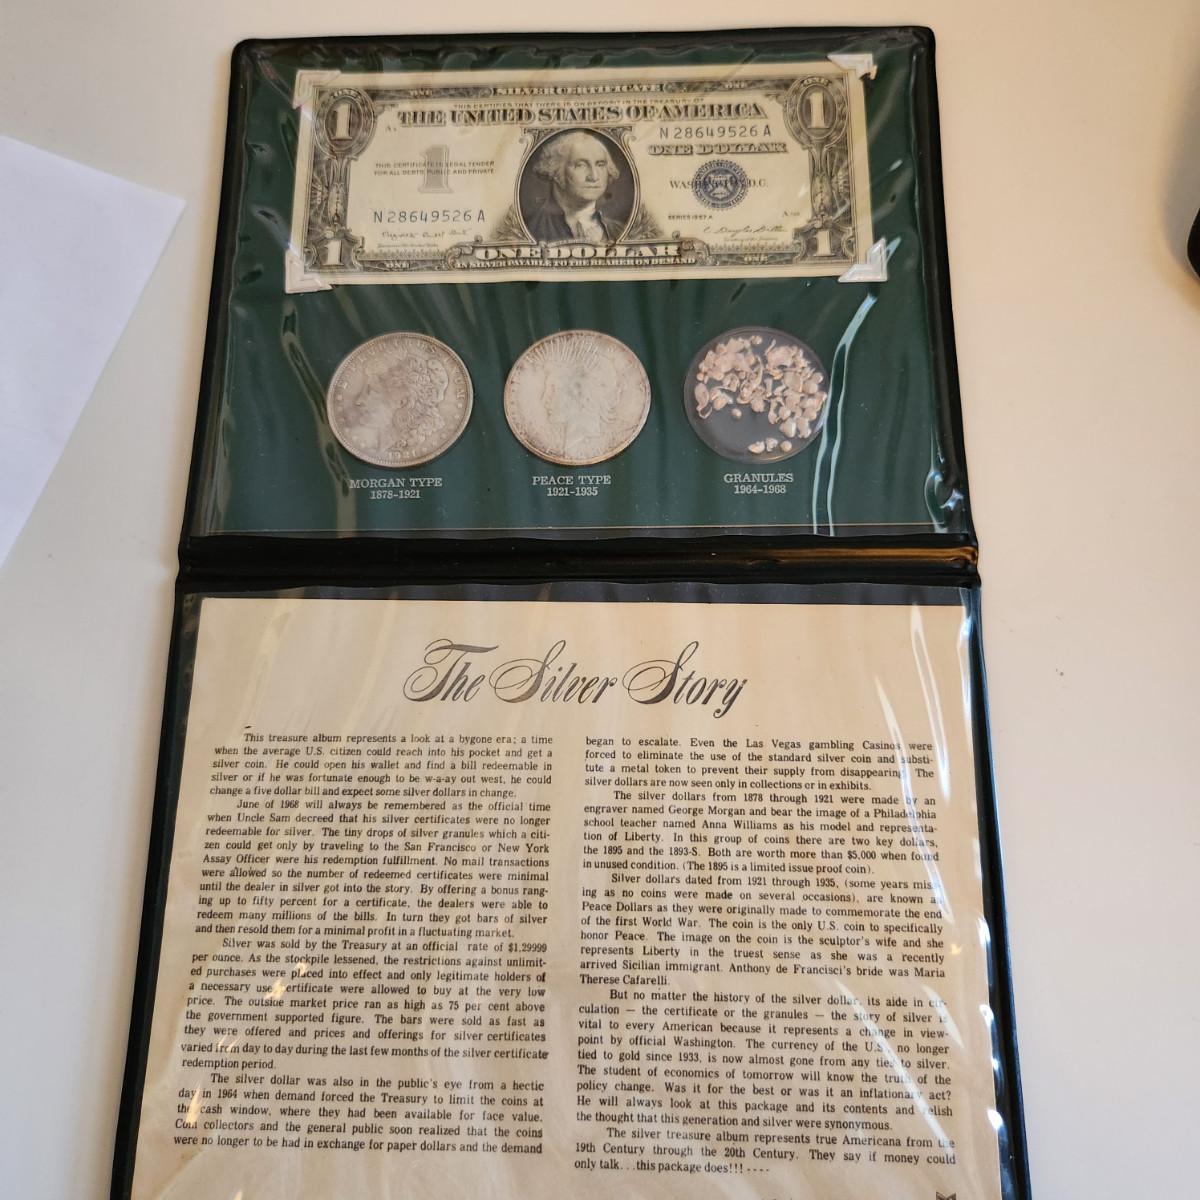 SILVER CERTIFICATE
THIS CERTIFIES THAT THERE IS ON DEPOSIT IN THE TREASURY OF
THE UNITED STATES OF AMERICA
N 28649526 A
ONE DOLLAR
THIS CERTIFICATE IS LEGAL TENDER
FOR ALL DEBTS, PUBLIC AND PRIVATE
1
WASHINGTON, D.C.
N 28649526 A
SERIES 1957 A
ONE DOLLAR
IN SILVER PAYABLE TO THE BEARER ON DEMAND
1
1
1
1
ONE
ONE
ONE
ONE
E PLURIBUS UNUM
1921
MORGAN TYPE
1878-1921
PEACE TYPE
1921-1935
GRANULES
1964-1968
The Silver Story
This treasure album represents a look at a bygone era; a time
when the average U.S. citizen could reach into his pocket and get a
silver coin. He could open his wallet and find a bill redeemable in
silver or if he was fortunate enough to be w-a-ay out west, he could
change a five dollar bill and expect some silver dollars in change.
June of 1968 will always be remembered as the official time
when Uncle Sam decreed that his silver certificates were no longer
redeemable for silver. The tiny drops of silver granules which a citi-
zen could get only by traveling to the San Francisco or New York
Assay Officer were his redemption fulfillment. No mail transactions
were allowed so the number of redeemed certificates were minimal
until the dealer in silver got into the story. By offering a bonus rang-
ing up to fifty percent for a certificate, the dealers were able to
redeem many millions of the bills. In turn they got bars of silver
and then resold them for a minimal profit in a fluctuating market.
Silver was sold by the Treasury at an official rate of $1.29999
per ounce. As the stockpile lessened, the restrictions against unlimit-
ed purchases were placed into effect and only legitimate holders of
a necessary use certificate were allowed to buy at the very low
price. The outside market price ran as high as 75 per cent above
the government supported figure. The bars were sold as fast as
they were offered and prices and offerings for silver certificates
varied from day to day during the last few months of the silver certificate
redemption period.
The silver dollar was also in the public's eye from a hectic
day in 1964 when demand forced the Treasury to limit the coins at
the cash window, where they had been available for face value.
Coin collectors and the general public soon realized that the coins
were no longer to be had in exchange for paper dollars and the demand
began to escalate. Even the Las Vegas gambling Casinos were
forced to eliminate the use of the standard silver coin and substi-
tute a metal token to prevent their supply from disappearing. The
silver dollars are now seen only in collections or in exhibits.
The silver dollars from 1878 through 1921 were made by an
engraver named George Morgan and bear the image of a Philadelphia
school teacher named Anna Williams as his model and representa-
tion of Liberty. In this group of coins there are two key dollars,
the 1895 and the 1893-S. Both are worth more than $5,000 when found
in unused condition. (The 1895 is a limited issue proof coin).
Silver dollars dated from 1921 through 1935, (some years miss-
ing as no coins were made on several occasions), are known as
Peace Dollars as they were originally made to commemorate the end
of the first World War. The coin is the only U.S. coin to specifically
honor Peace. The image on the coin is the sculptor's wife and she
represents Liberty in the truest sense as she was a recently
arrived Sicilian immigrant. Anthony de Francisci's bride was Maria
Therese Cafarelli.
But no matter the history of the silver dollar, its aide in cir-
culation — the certificate or the granules — the story of silver is
vital to every American because it represents a change in view-
point by official Washington. The currency of the U.S. no longer
tied to gold since 1933, is now almost gone from any ties to silver.
The student of economics of tomorrow will know the truth of the
policy change. Was it for the best or was it an inflationary act?
He will always look at this package and its contents and relish
the thought that this generation and silver were synonymous.
The silver treasure album represents true Americana from the
19th Century through the 20th Century. They say if money could
only talk. . .this package does!!! ----